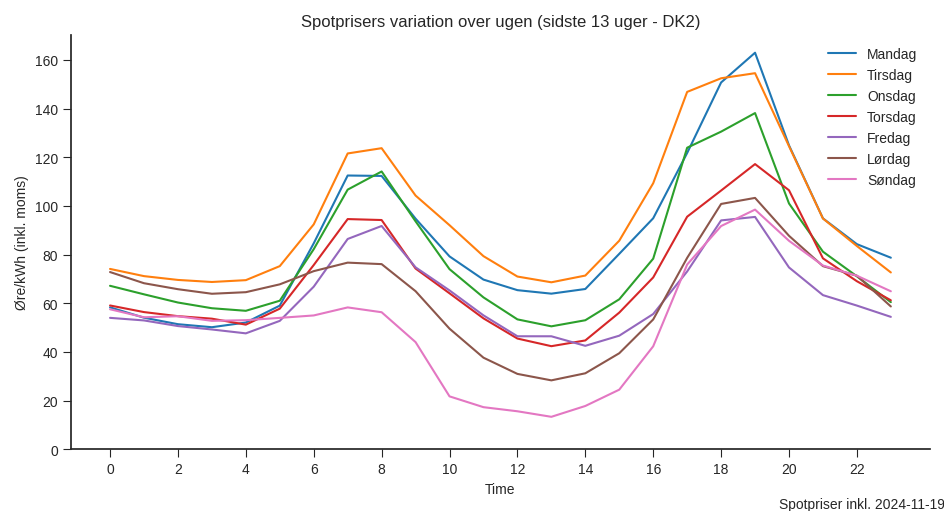 Spotprisers variation over ugen (sidste 13 uger - DK2)
Øre/kWh (inkl. moms)
160
140
120
100
80
60
40
20
0
Mandag
Tirsdag
Onsdag
Torsdag
Fredag
Lørdag
Søndag
0 2 4 6 8 10 12 14 16 18 20 22
Time
Spotpriser inkl. 2024-11-19